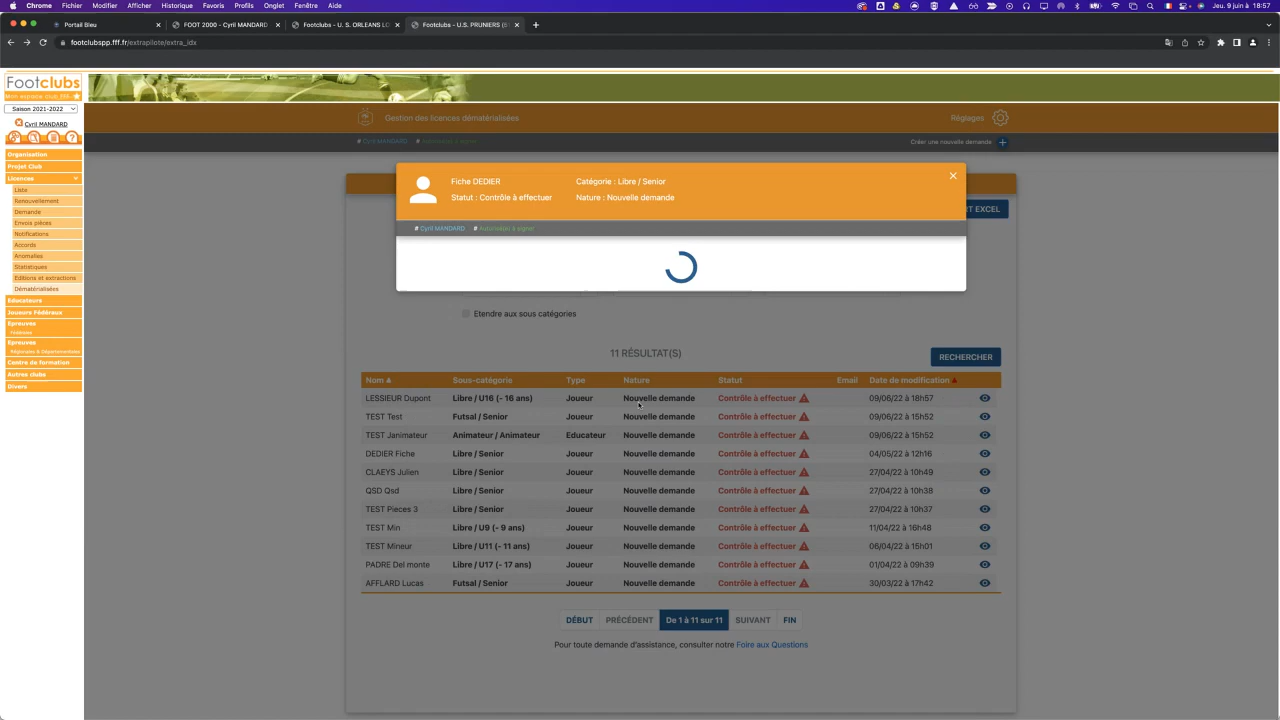 Chrome Fichier Modifier Afficher Historique Favoris Profils Onglet Fenêtre Aide Jeu. 9 juin à 18:57
Portail Bleu × FOOT 2000 - Cyril MANDARD × Footclubs - U. S. ORLEANS LO × Footclubs - U.S. PRUNIERS (5 × +
footclubspp.fff.fr/extrapilote/extra_idx
Footclubs
Saison 2021-2022
Cyril MANDARD
Organisation
Projet Club
Licences
Liste
Renouvellement
Demande
Envois pièces
Notifications
Accords
Anomalies
Statistiques
Editions et extractions
Dématérialisées
Educateurs
Joueurs Fédéraux
Epreuves
Epreuves
Régionales & Départementales
Centre de formation
Autres clubs
Divers
Gestion des licences dématérialisées Réglages
# Cyril MANDARD # Autorisé(e) à signer Créer une nouvelle demande +
Fiche DEDIER Catégorie : Libre / Senior ×
Statut : Contrôle à effectuer Nature : Nouvelle demande
T EXCEL
# Cyril MANDARD # Autorisé(e) à signer
Etendre aux sous catégories
11 RÉSULTAT(S)
RECHERCHER
Nom Sous-catégorie Type Nature Statut Email Date de modification
LESSIEUR Dupont Libre / U16 (- 16 ans) Joueur Nouvelle demande Contrôle à effectuer 09/06/22 à 18h57
TEST Test Futsal / Senior Joueur Nouvelle demande Contrôle à effectuer 09/06/22 à 15h52
TEST Janimateur Animateur / Animateur Educateur Nouvelle demande Contrôle à effectuer 09/06/22 à 15h52
DEDIER Fiche Libre / Senior Joueur Nouvelle demande Contrôle à effectuer 04/05/22 à 12h16
CLAEYS Julien Libre / Senior Joueur Nouvelle demande Contrôle à effectuer 27/04/22 à 10h49
QSD Qsd Libre / Senior Joueur Nouvelle demande Contrôle à effectuer 27/04/22 à 10h38
TEST Pieces 3 Libre / Senior Joueur Nouvelle demande Contrôle à effectuer 27/04/22 à 10h37
TEST Min Libre / U9 (- 9 ans) Joueur Nouvelle demande Contrôle à effectuer 11/04/22 à 16h48
TEST Mineur Libre / U11 (- 11 ans) Joueur Nouvelle demande Contrôle à effectuer 06/04/22 à 15h01
PADRE Del monte Libre / U17 (- 17 ans) Joueur Nouvelle demande Contrôle à effectuer 01/04/22 à 09h39
AFFLARD Lucas Futsal / Senior Joueur Nouvelle demande Contrôle à effectuer 30/03/22 à 17h42
DÉBUT PRÉCÉDENT De 1 à 11 sur 11 SUIVANT FIN
Pour toute demande d'assistance, consulter notre Foire aux Questions